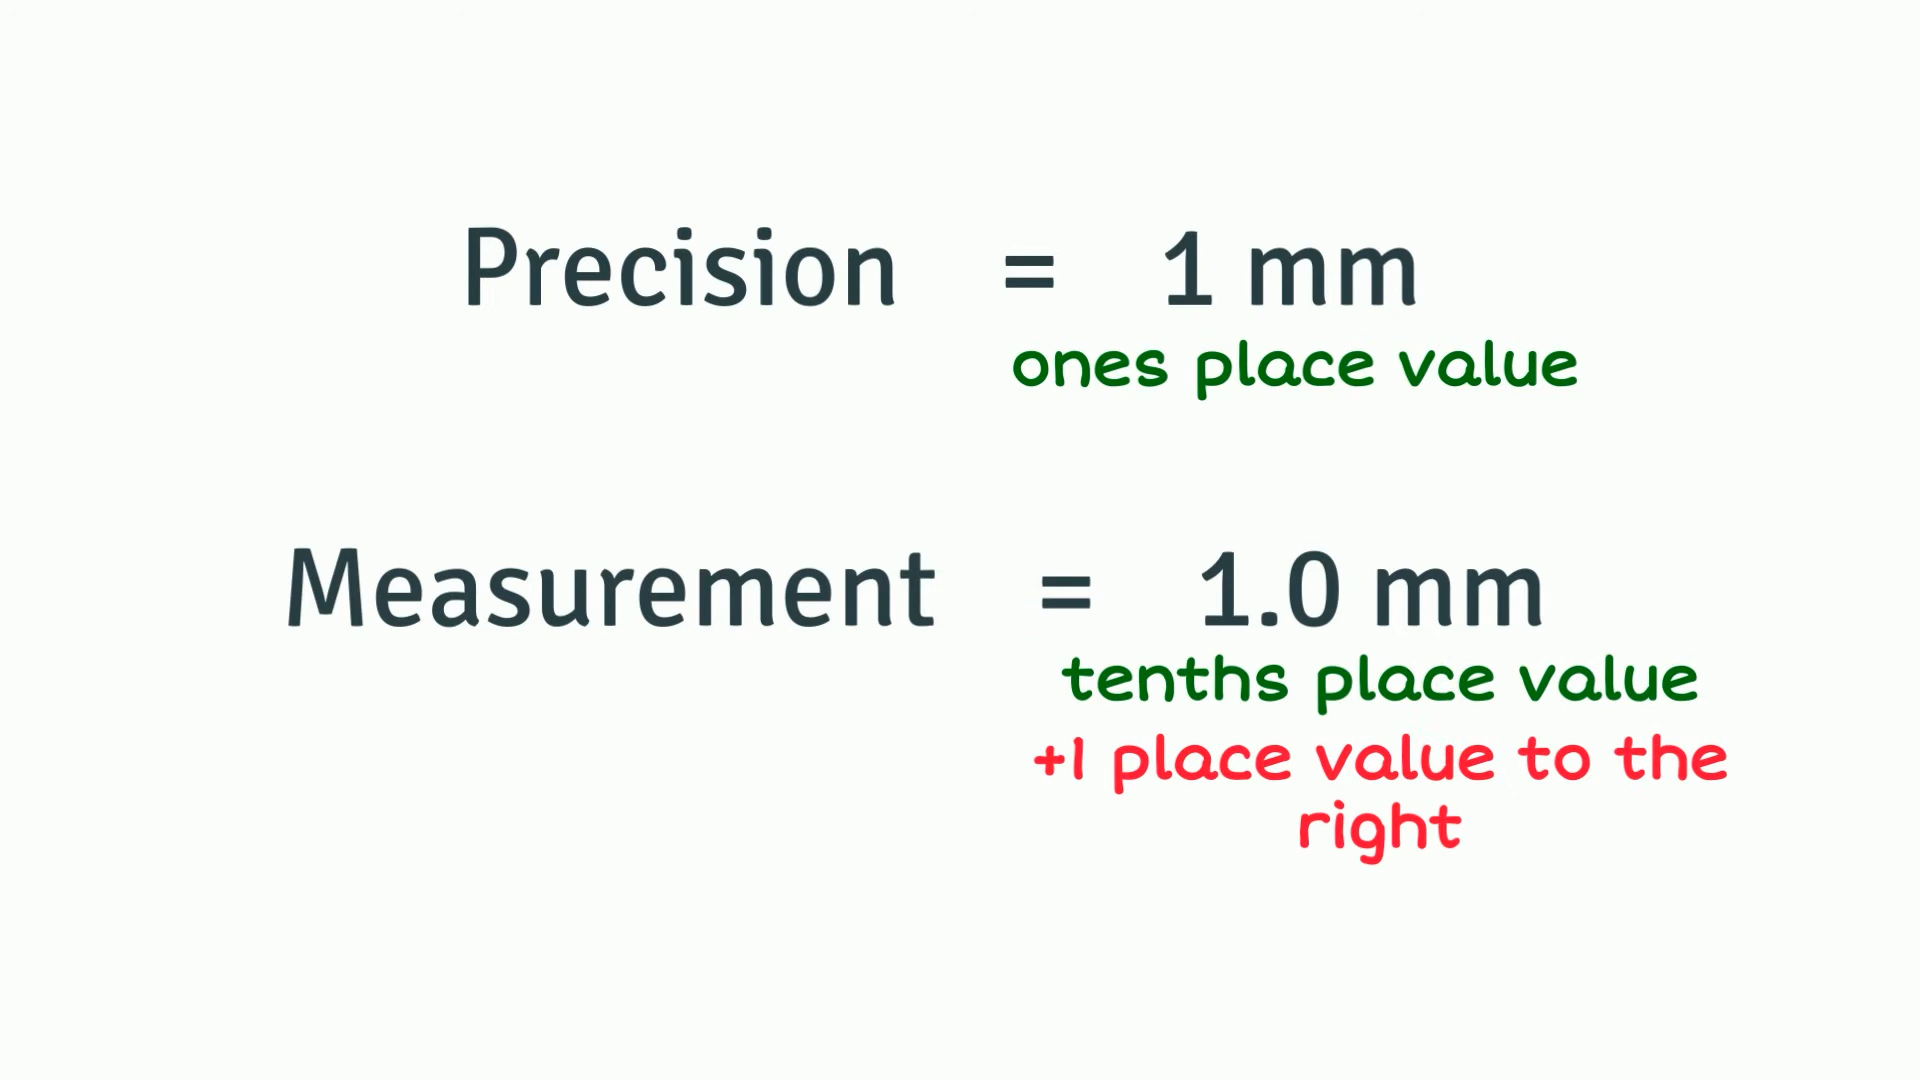 Precision = 1 mm
ones place value
Measurement = 1.0 mm
tenths place value
+1 place value to the
right